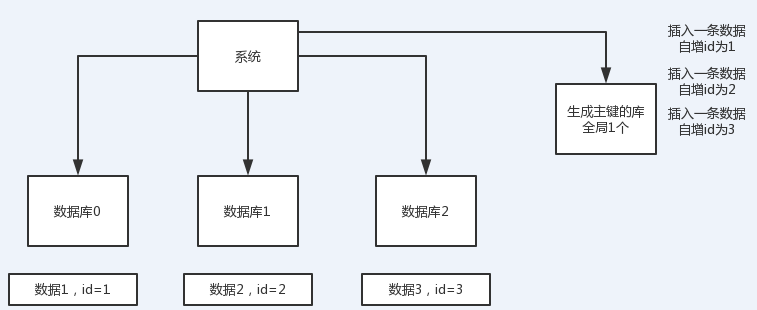 系统
插入一条数据
自增id为1
插入一条数据
自增id为2
插入一条数据
自增id为3
生成主键的库
全局1个
数据库0
数据库1
数据库2
数据1，id=1
数据2，id=2
数据3，id=3